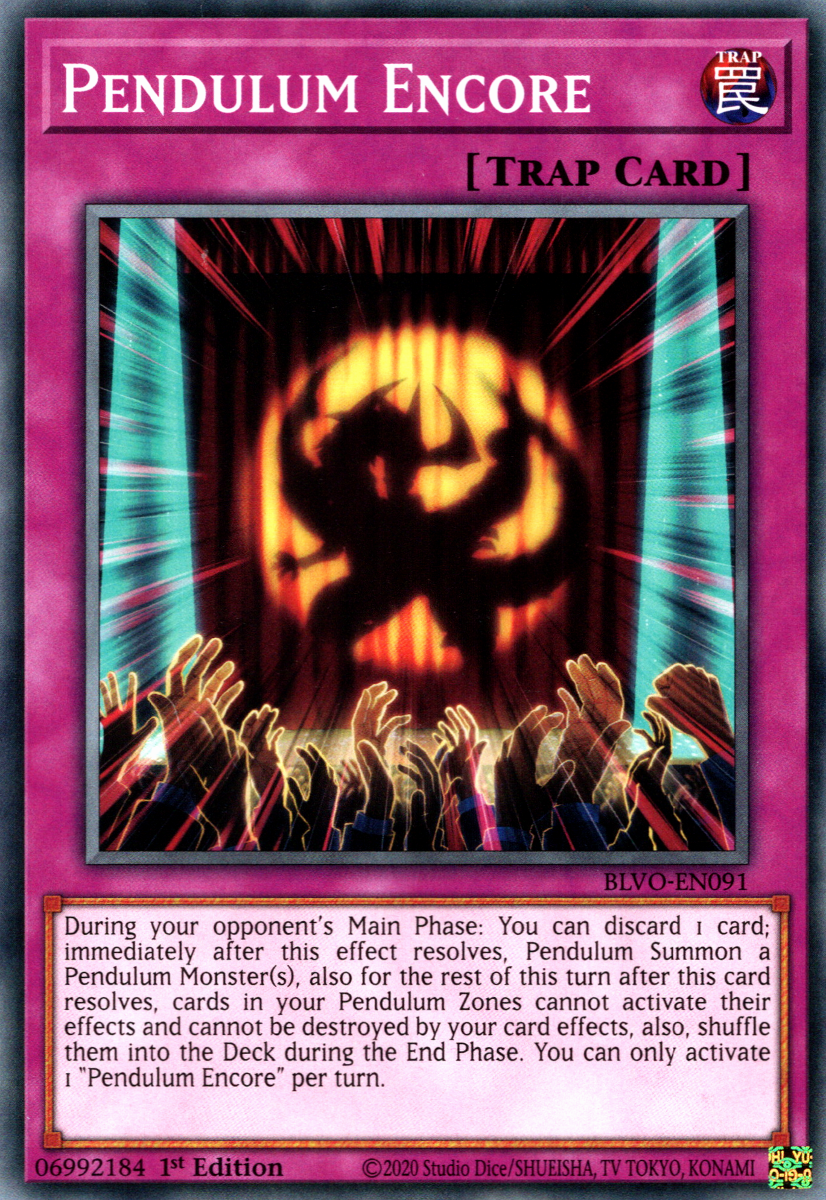 PENDULUM ENCORE
TRAP
罠
[TRAP CARD]
BLVO-EN091
During your opponent's Main Phase: You can discard 1 card;
immediately after this effect resolves, Pendulum Summon a
Pendulum Monster(s), also for the rest of this turn after this card
resolves, cards in your Pendulum Zones cannot activate their
effects and cannot be destroyed by your card effects, also, shuffle
them into the Deck during the End Phase. You can only activate
1 "Pendulum Encore" per turn.
06992184 1st Edition ©2020 Studio Dice/SHUEISHA, TV TOKYO, KONAMI